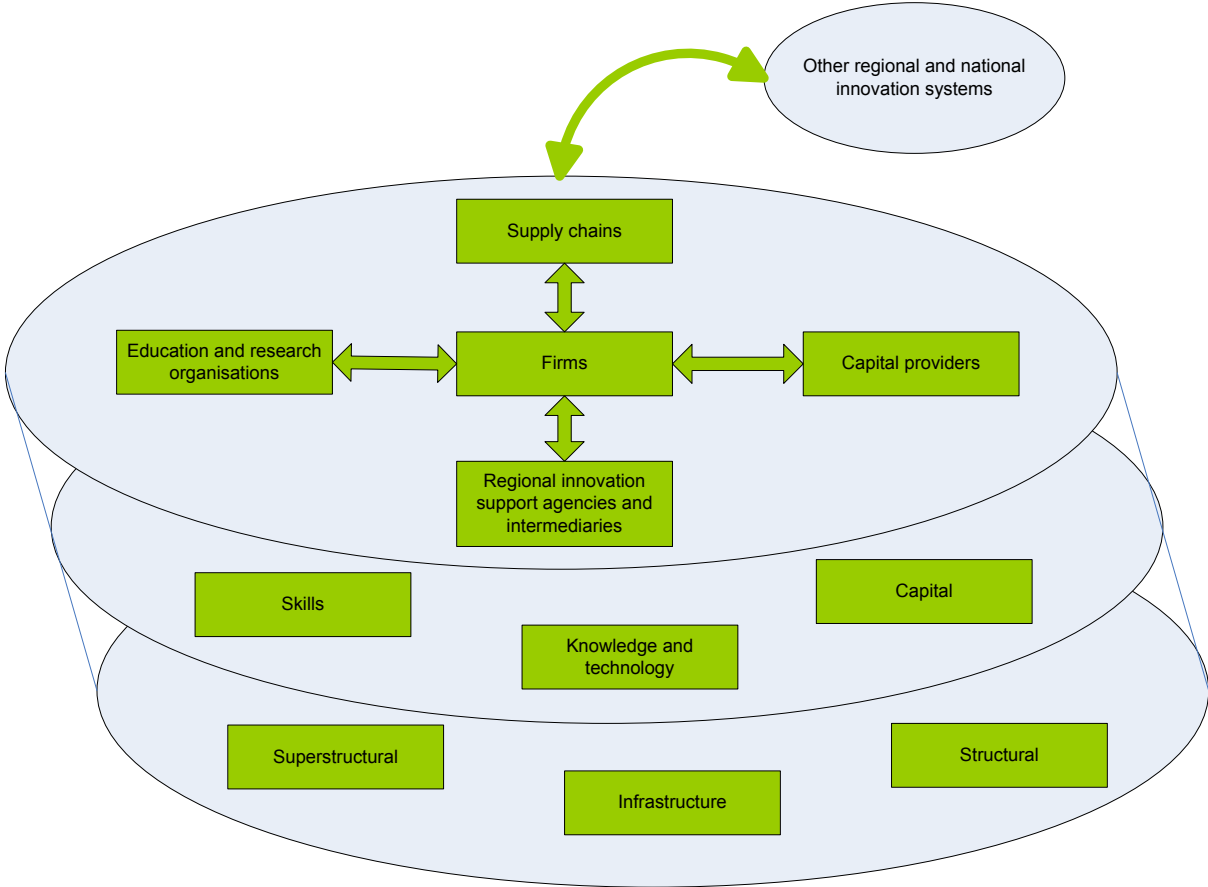 Other regional and national
innovation systems
Supply chains
Education and research
organisations
Firms
Capital providers
Regional innovation
support agencies and
intermediaries
Skills
Capital
Knowledge and
technology
Superstructural
Structural
Infrastructure